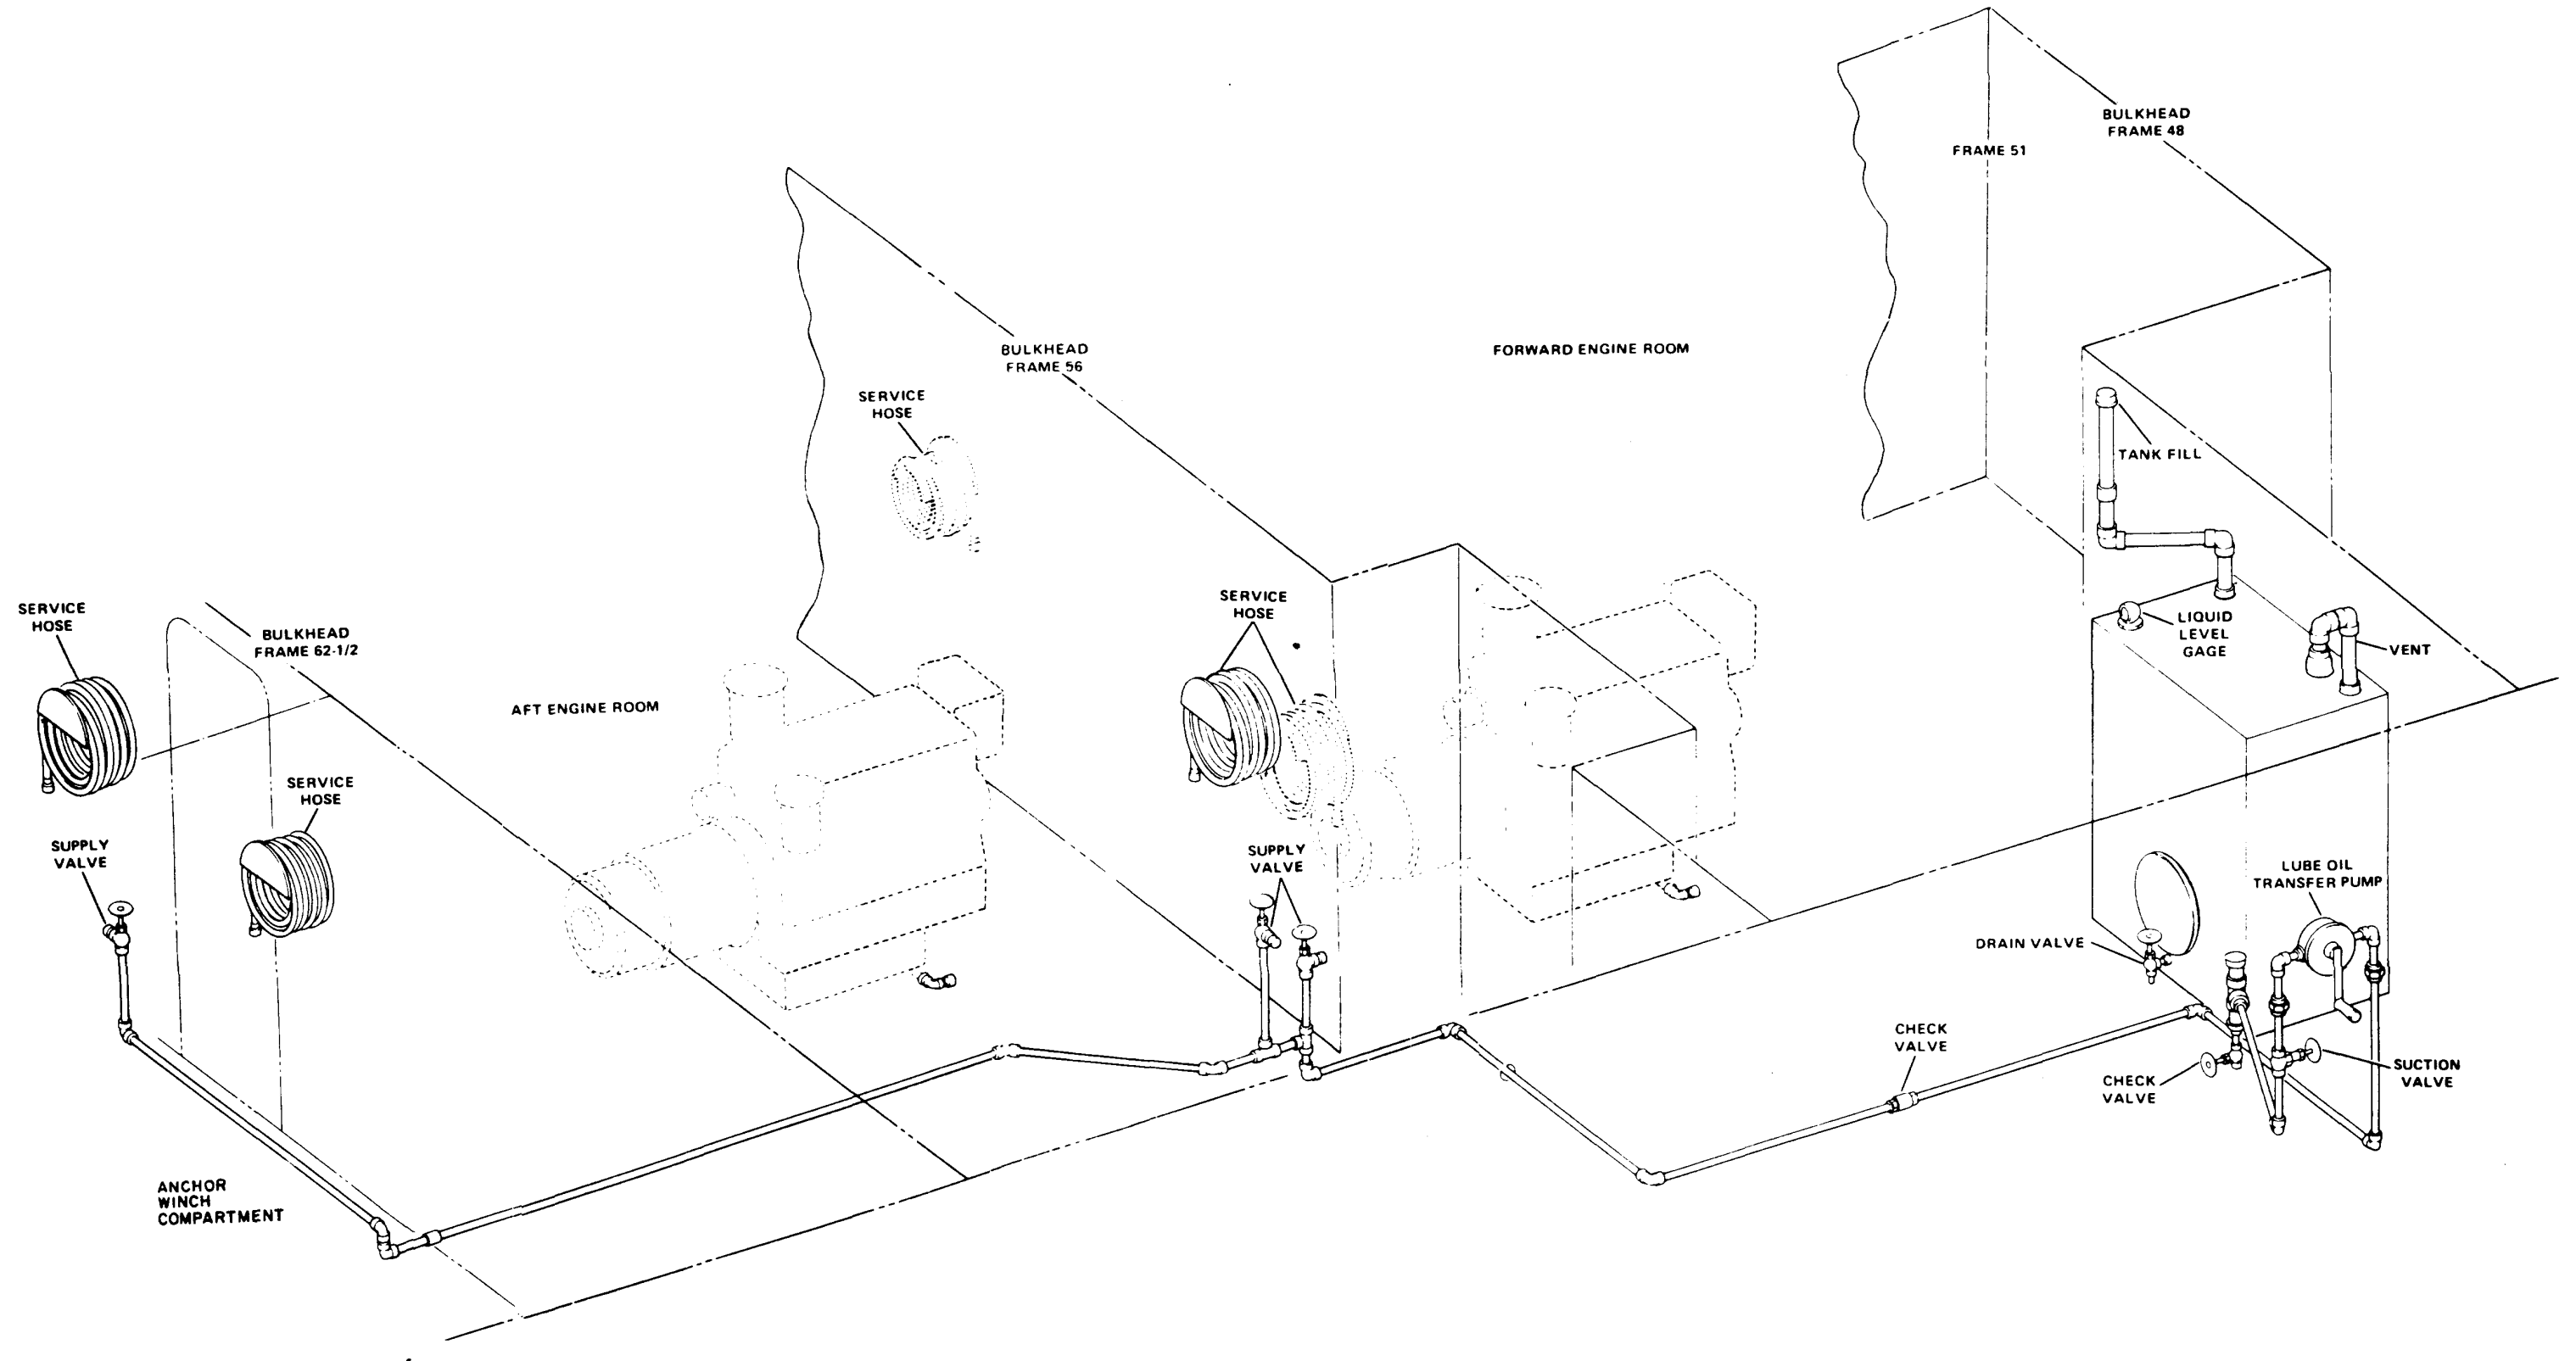 BULKHEAD
FRAME 48
FRAME 51
BULKHEAD
FRAME 56
FORWARD ENGINE ROOM
SERVICE
HOSE
TANK FILL
SERVICE
HOSE
SERVICE
HOSE
BULKHEAD
FRAME 62-1/2
LIQUID
LEVEL
GAGE
VENT
AFT ENGINE ROOM
SERVICE
HOSE
SUPPLY
VALVE
SUPPLY
VALVE
LUBE OIL
TRANSFER PUMP
DRAIN VALVE
CHECK
VALVE
SUCTION
VALVE
CHECK
VALVE
ANCHOR
WINCH
COMPARTMENT